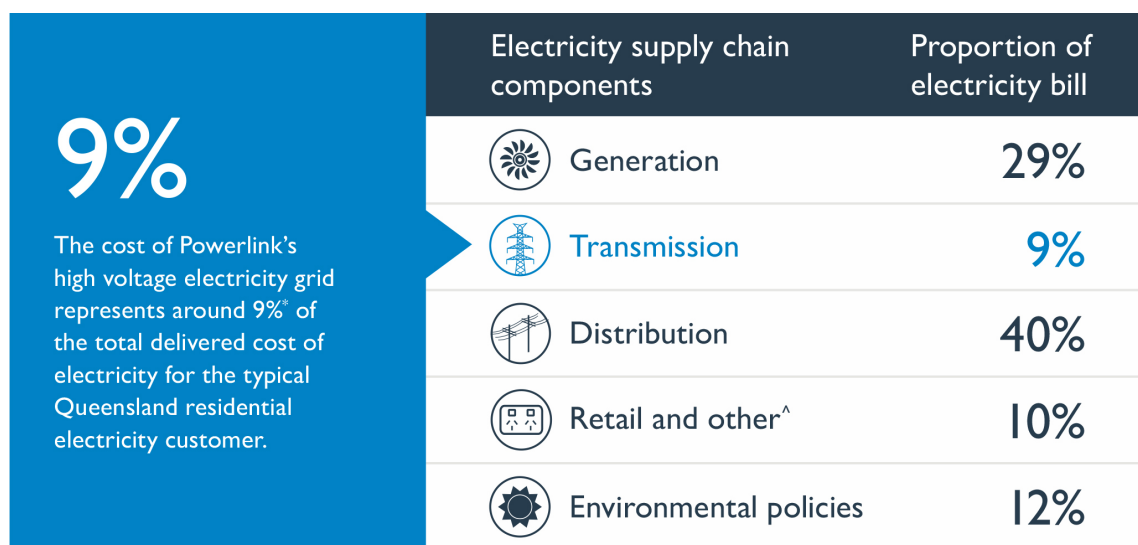 9%
The cost of Powerlink's
high voltage electricity grid
represents around 9%* of
the total delivered cost of
electricity for the typical
Queensland residential
electricity customer.
Electricity supply chain
components
Proportion of
electricity bill
Generation 29%
Transmission 9%
Distribution 40%
Retail and other^ 10%
Environmental policies 12%